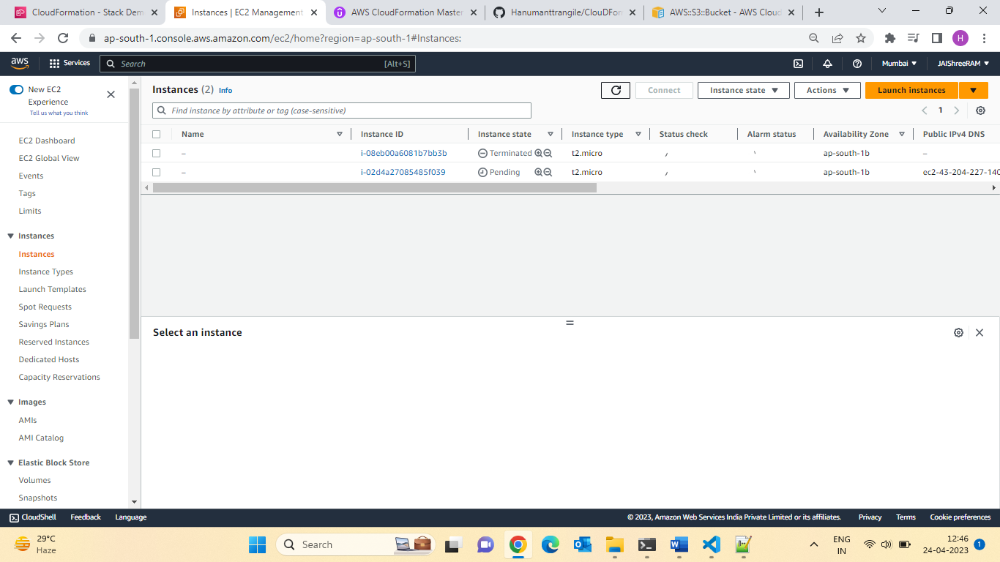 CloudFormation - Stack Dem
Instances | EC2 Management
AWS CloudFormation Master
Hanumanttrangile/CloudFor
AWS::S3::Bucket - AWS Cloud
ap-south-1.console.aws.amazon.com/ec2/home?region=ap-south-1#Instances:
H
aws
Services
Search
[Alt+S]
Mumbai
JAIShreeRAM
New EC2
Experience
Tell us what you think
EC2 Dashboard
EC2 Global View
Events
Tags
Limits
Instances
Instances
Instance Types
Launch Templates
Spot Requests
Savings Plans
Reserved Instances
Dedicated Hosts
Capacity Reservations
Images
AMIs
AMI Catalog
Elastic Block Store
Volumes
Snapshots
Instances (2) Info
Connect
Instance state
Actions
Launch instances
Find instance by attribute or tag (case-sensitive)
1
Name Instance ID Instance state Instance type Status check Alarm status Availability Zone Public IPv4 DNS
– i-08eb00a6081b7bb3b Terminated t2.micro ap-south-1b –
– i-02d4a27085485f039 Pending t2.micro ap-south-1b ec2-43-204-227-140
Select an instance
CloudShell Feedback Language
© 2023, Amazon Web Services India Private Limited or its affiliates. Privacy Terms Cookie preferences
29°C
Haze
Search
ENG
IN
12:46
24-04-2023
1